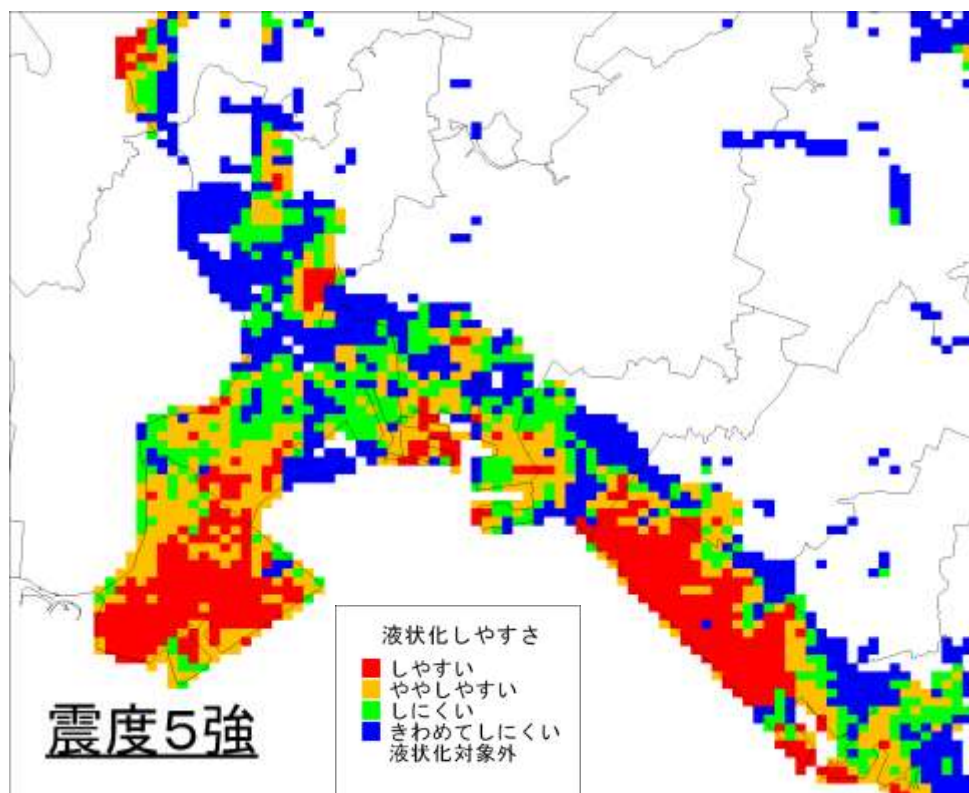 液状化しやすさ
しやすい
ややしやすい
しにくい
きわめてしにくい
液状化対象外
震度5強